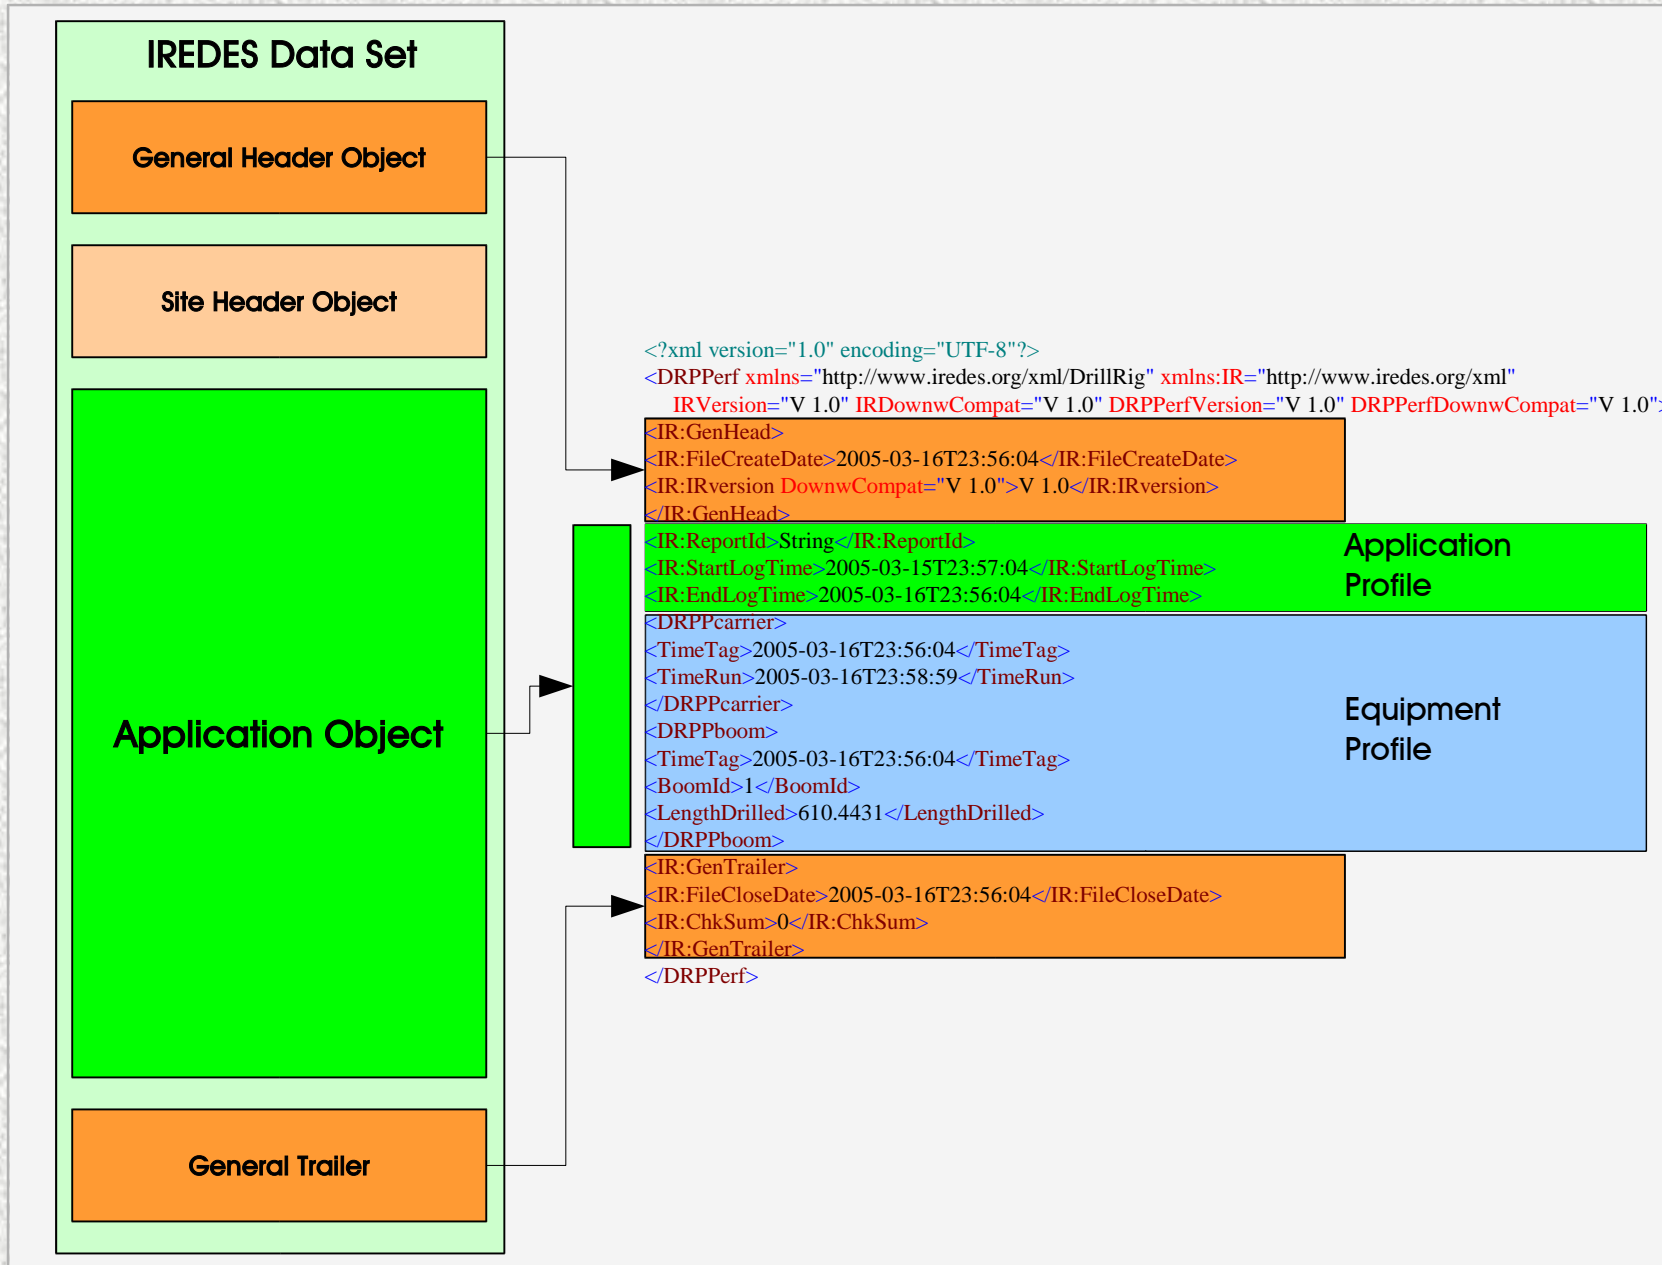 IREDES Data Set
General Header Object
Site Header Object
Application Object
General Trailer
<?xml version="1.0" encoding="UTF-8"?>
<DRPPerf xmlns="http://www.iredes.org/xml/DrillRig" xmlns:IR="http://www.iredes.org/xml"
IRVersion="V 1.0" IRDownwCompat="V 1.0" DRPPerfVersion="V 1.0" DRPPerfDownwCompat="V 1.0">
<IR:GenHead>
<IR:FileCreateDate>2005-03-16T23:56:04</IR:FileCreateDate>
<IR:IRversion DownwCompat="V 1.0">V 1.0</IR:IRversion>
</IR:GenHead>
<IR:ReportId>String</IR:ReportId>
<IR:StartLogTime>2005-03-15T23:57:04</IR:StartLogTime>
<IR:EndLogTime>2005-03-16T23:56:04</IR:EndLogTime>
Application
Profile
<DRPPcarrier>
<TimeTag>2005-03-16T23:56:04</TimeTag>
<TimeRun>2005-03-16T23:58:59</TimeRun>
</DRPPcarrier>
<DRPPboom>
<TimeTag>2005-03-16T23:56:04</TimeTag>
<BoomId>1</BoomId>
<LengthDrilled>610.4431</LengthDrilled>
</DRPPboom>
Equipment
Profile
<IR:GenTrailer>
<IR:FileCloseDate>2005-03-16T23:56:04</IR:FileCloseDate>
<IR:ChkSum>0</IR:ChkSum>
</IR:GenTrailer>
</DRPPerf>